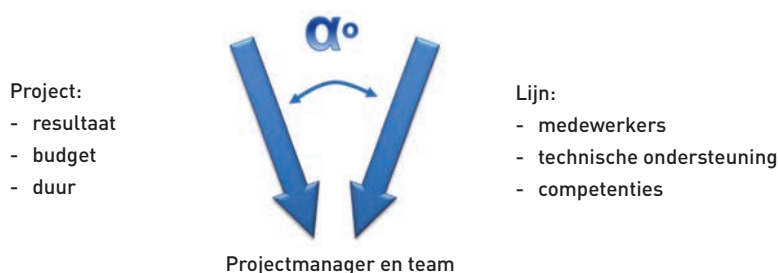 α°
Project:
- resultaat
- budget
- duur
Lijn:
- medewerkers
- technische ondersteuning
- competenties
Projectmanager en team